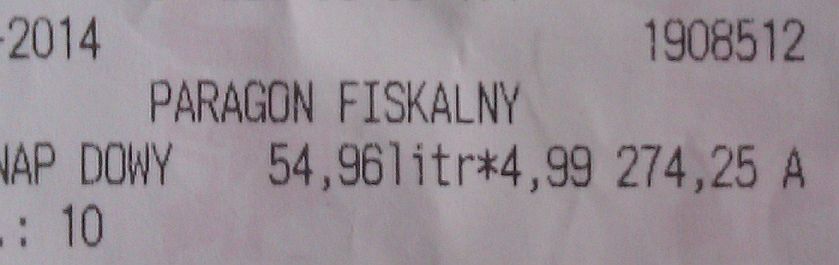 -2014 1908512
PARAGON FISKALNY
NAP DOWY 54,96litr*4,99 274,25 A
.: 10